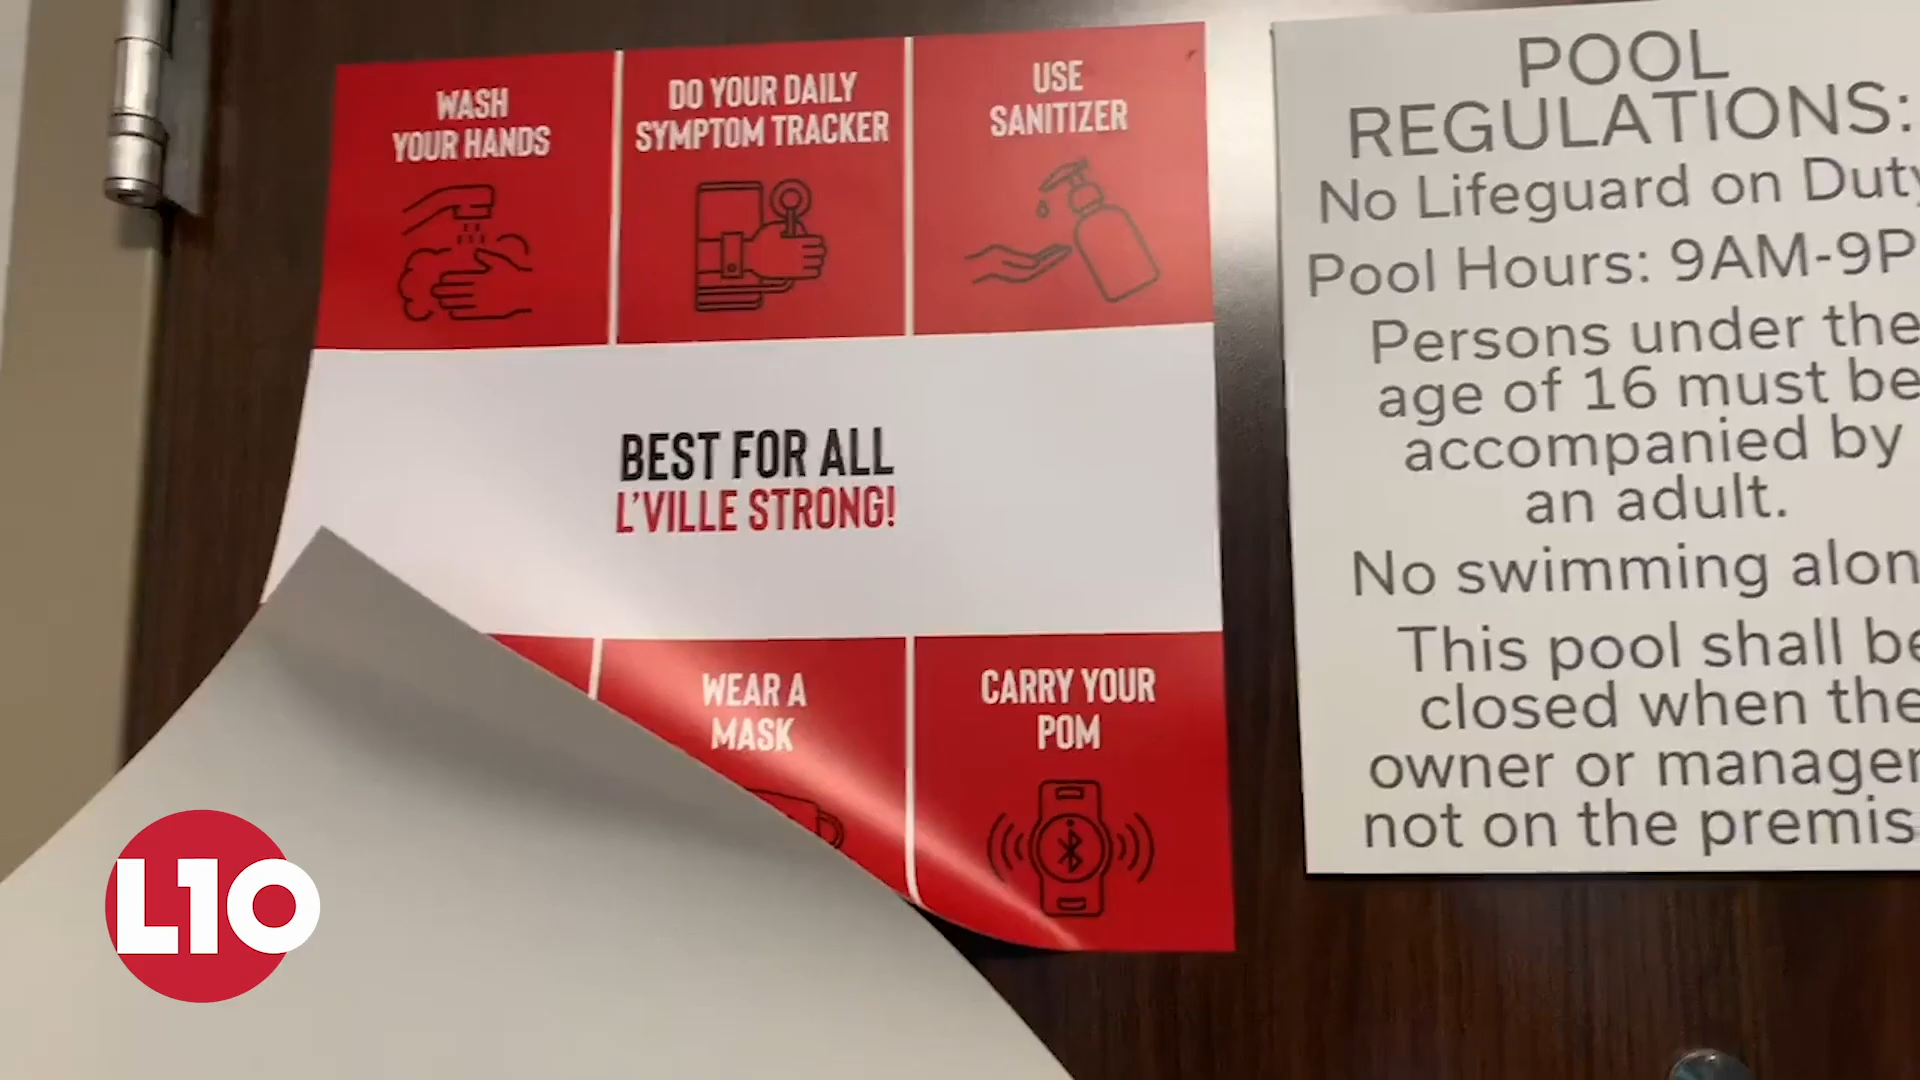 WASH
YOUR HANDS
DO YOUR DAILY
SYMPTOM TRACKER
USE
SANITIZER
BEST FOR ALL
L'VILLE STRONG!
WEAR A
MASK
CARRY YOUR
POM
POOL
REGULATIONS:
No Lifeguard on Duty
Pool Hours: 9AM-9P
Persons under the
age of 16 must be
accompanied by
an adult.
No swimming alon
This pool shall be
closed when the
owner or manager
not on the premis
L10